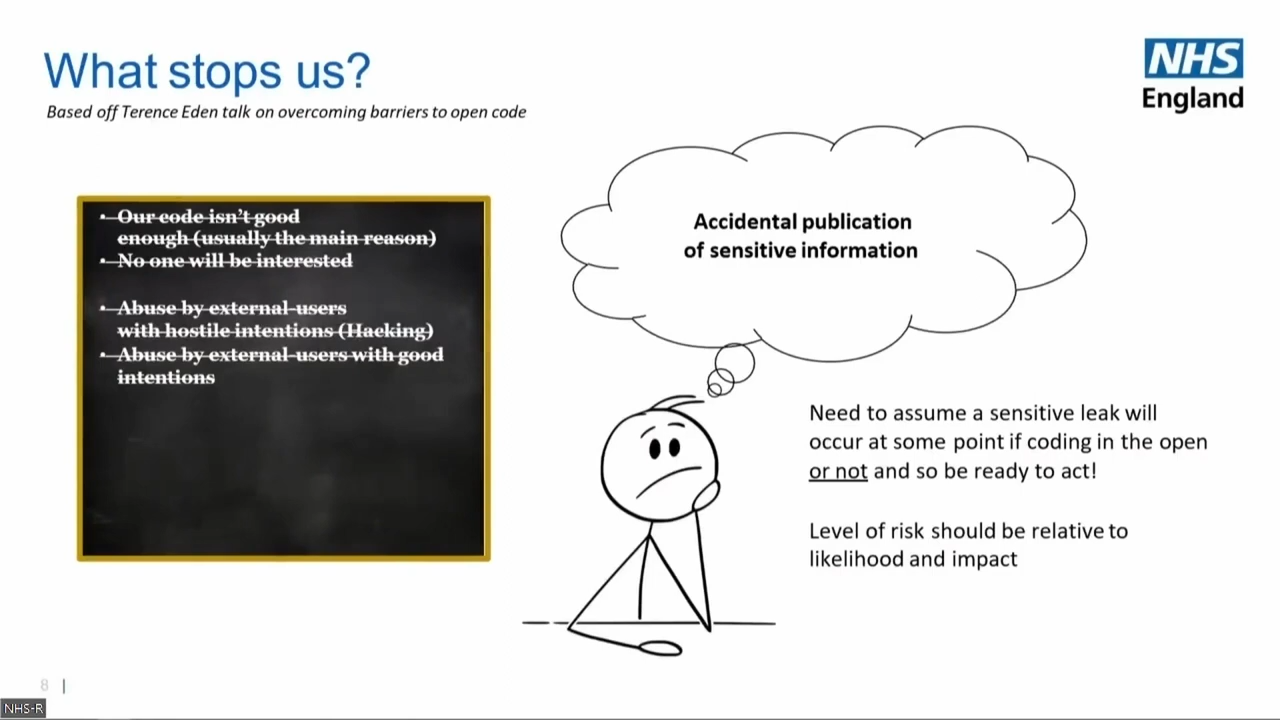 What stops us?
Based off Terence Eden talk on overcoming barriers to open code
NHS
England
• Our code isn't good
enough (usually the main reason)
• No one will be interested
• Abuse by external-users
with hostile intentions (Hacking)
• Abuse by external-users with good
intentions
Accidental publication
of sensitive information
Need to assume a sensitive leak will
occur at some point if coding in the open
or not and so be ready to act!
Level of risk should be relative to
likelihood and impact
8 |
NHS-R